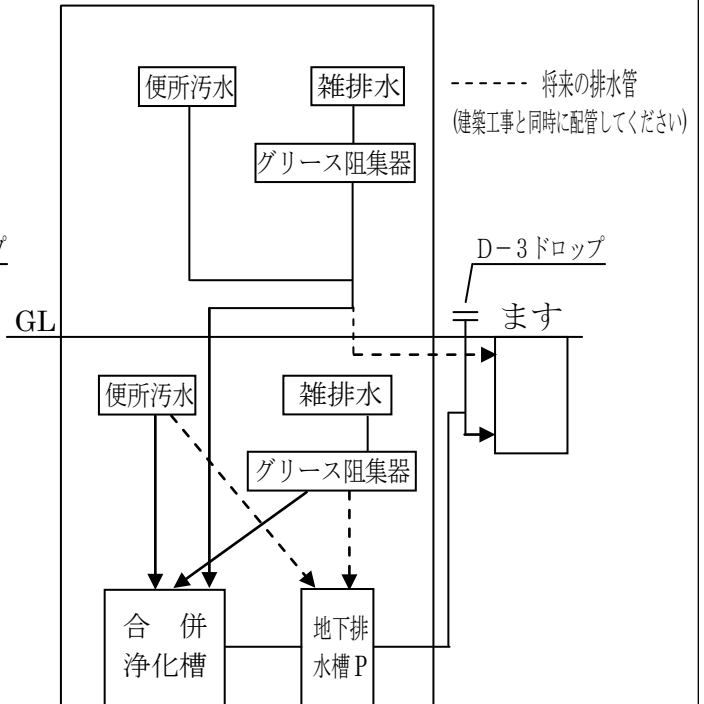 便所汚水
雑排水
将来の排水管
(建築工事と同時に配管してください)
グリース阻集器
プ
D-3ドロップ
GL
ます
便所汚水
雑排水
グリース阻集器
合 併
浄化槽
地下排
水槽P